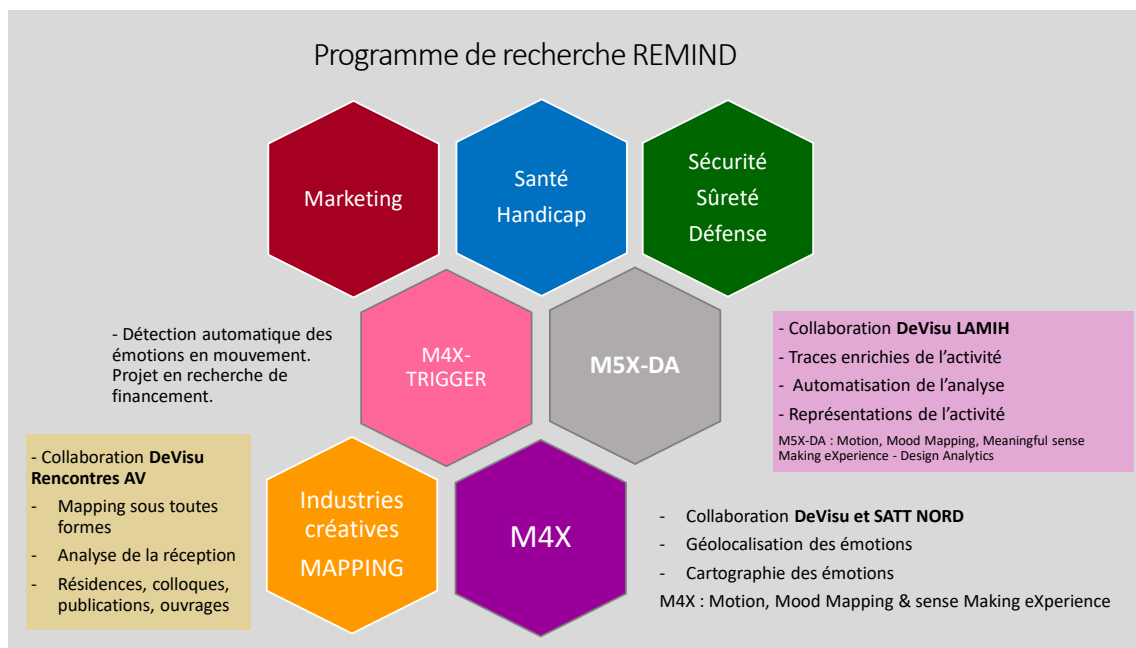 Programme de recherche REMIND
Marketing
Santé
Handicap
Sécurité
Sûreté
Défense
- Détection automatique des
émotions en mouvement.
Projet en recherche de
financement.
M4X-
TRIGGER
M5X-DA
- Collaboration DeVisu LAMIH
- Traces enrichies de l’activité
- Automatisation de l’analyse
- Représentations de l’activité
M5X-DA : Motion, Mood Mapping, Meaningful sense
Making eXperience - Design Analytics
- Collaboration DeVisu
Rencontres AV
- Mapping sous toutes
formes
- Analyse de la réception
- Résidences, colloques,
publications, ouvrages
Industries
créatives
MAPPING
M4X
- Collaboration DeVisu et SATT NORD
- Géolocalisation des émotions
- Cartographie des émotions
M4X : Motion, Mood Mapping & sense Making eXperience